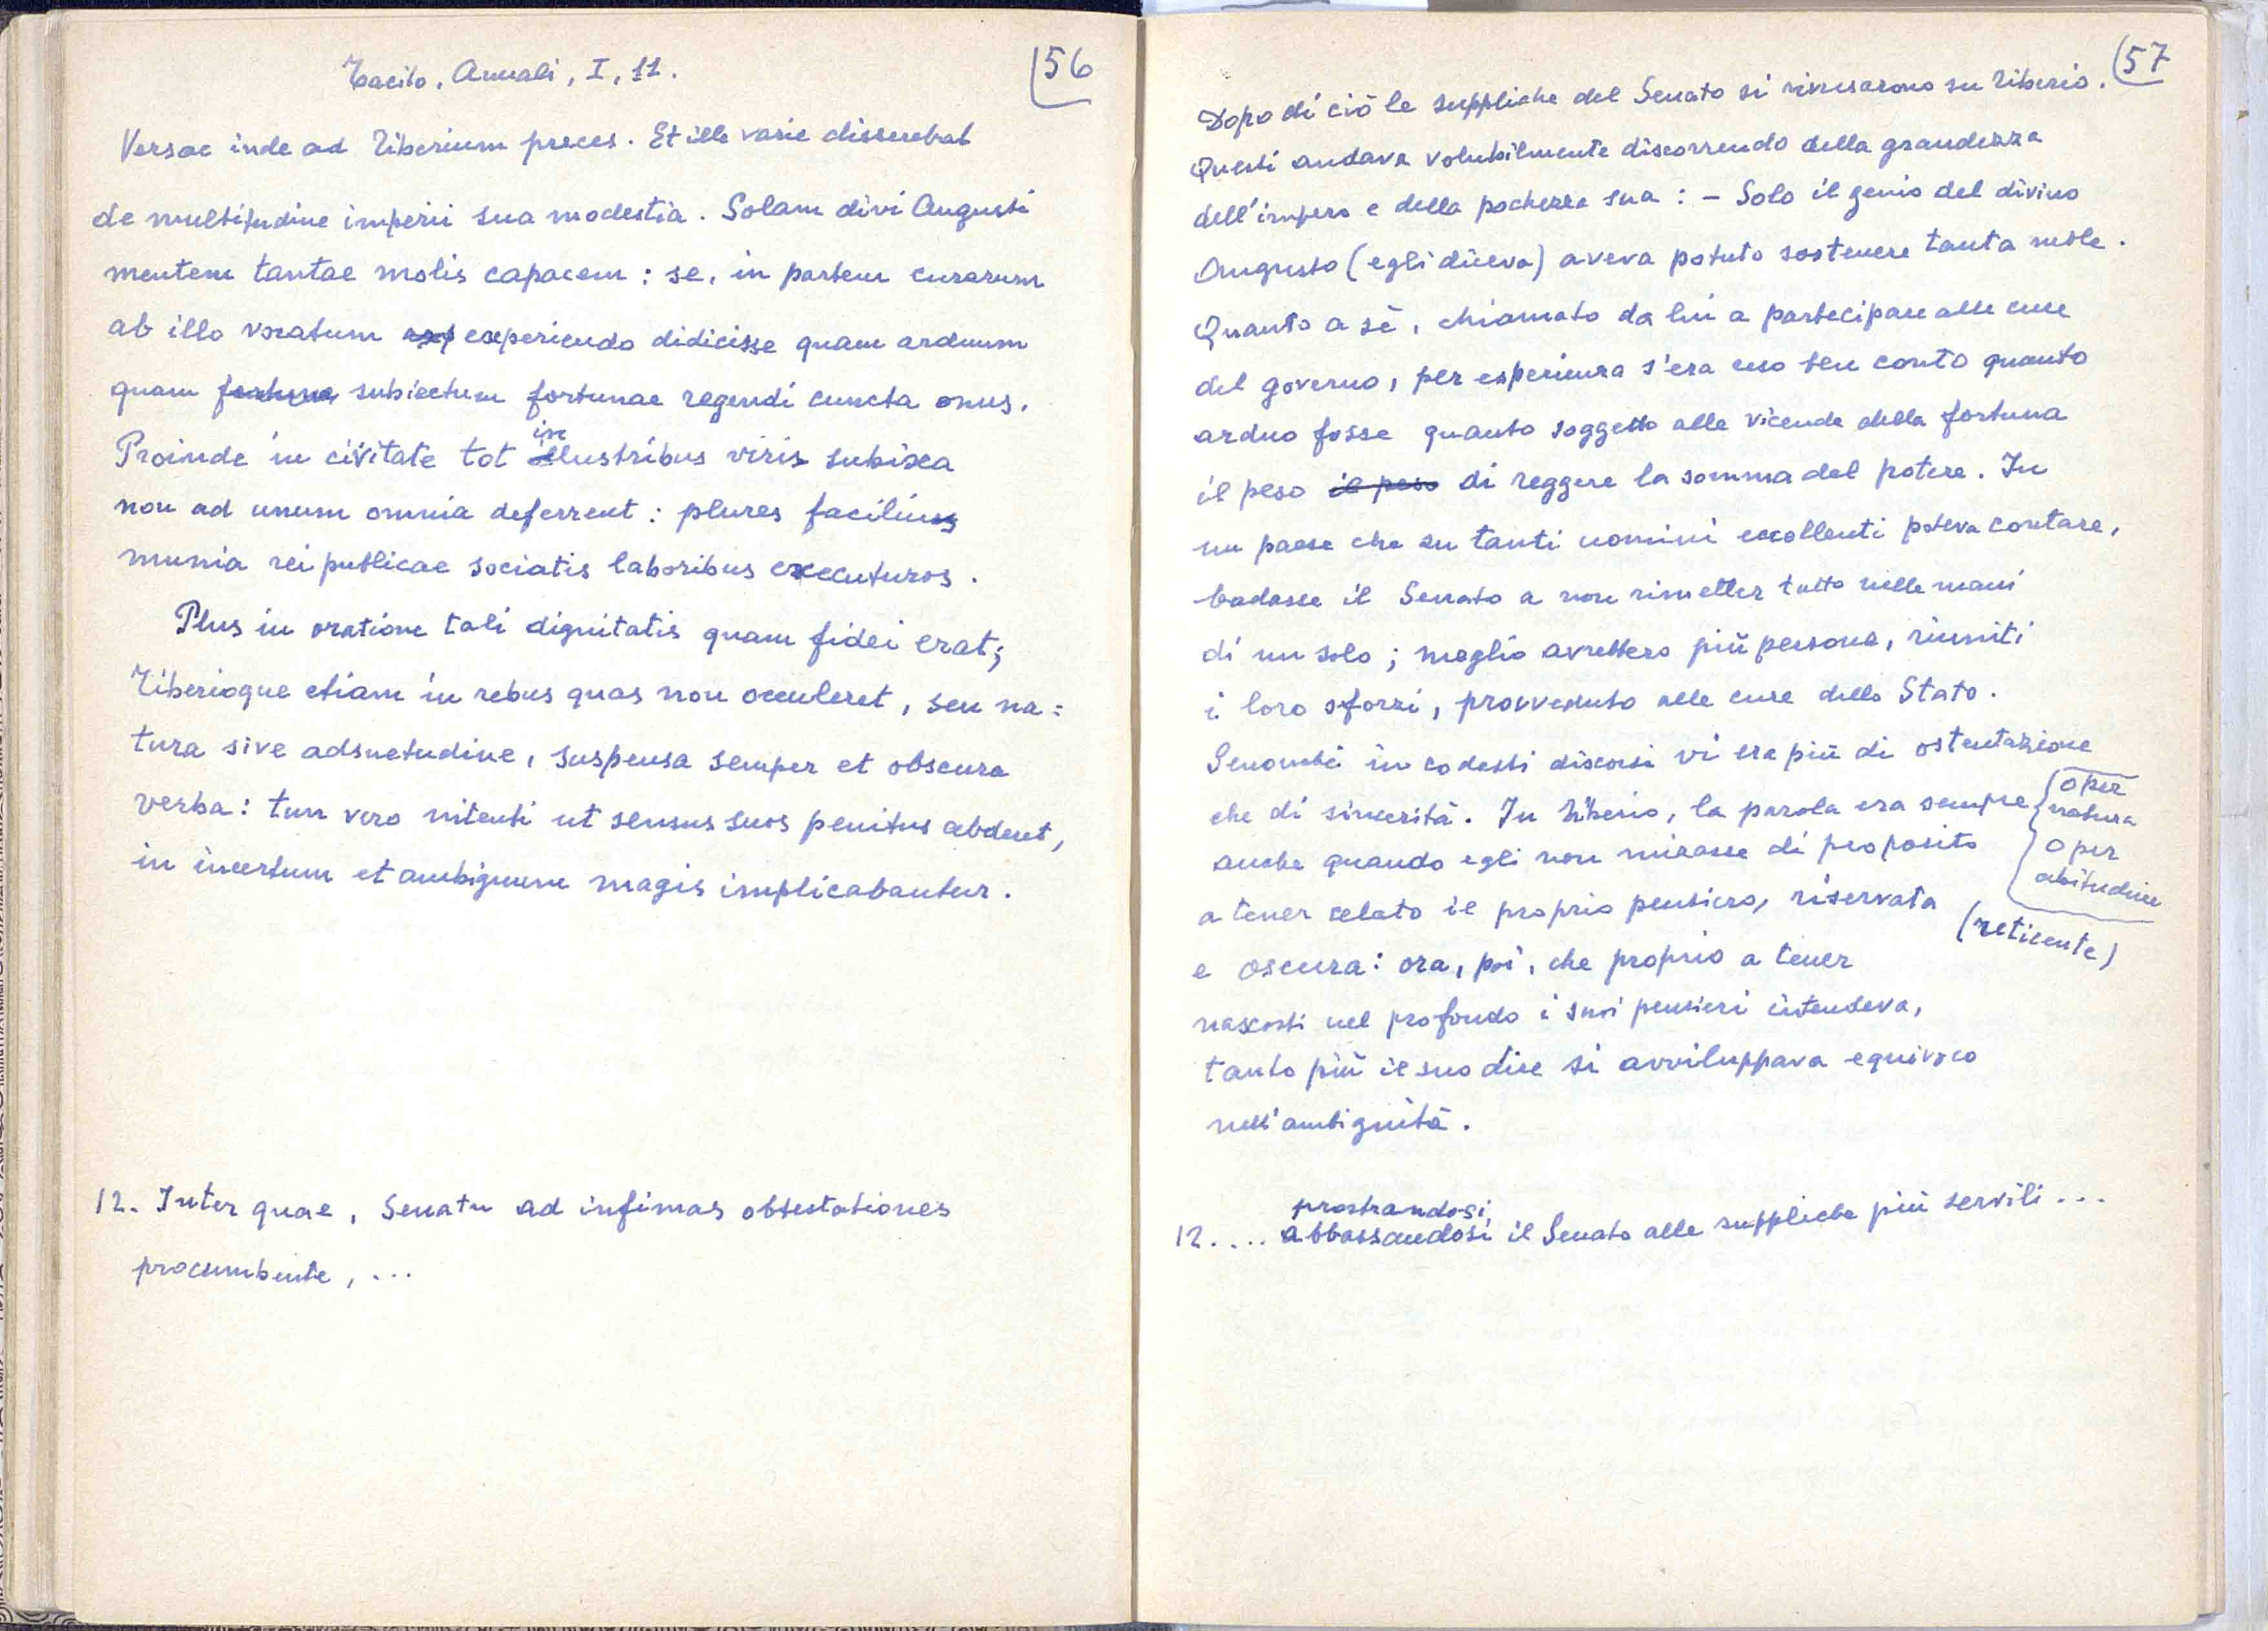 Tacito, Annali, I, 11.
56
Versae inde ad Tiberium preces. Et ille varie disserebat
de multitudine imperii sua modestia. Solam divi Augusti
mentem tantae molis capacem : se, in partem curarum
ab illo vocatum exp experiendo didicisse quam arduum
quam fortunae subiectum fortunae regendi cuncta onus.
Proinde in civitate tot inlustribus viris subixa
non ad unum omnia deferrent : plures facilius
munia rei publicae sociatis laboribus executuros.
Plus in oratione tali dignitatis quam fidei erat;
Tiberioque etiam in rebus quas non occuleret, seu na=
tura sive adsuetudine, suspensa semper et obscura
verba: tun vero nitenti ut sensus suos penitus abderet,
in incertum et ambiguum magis implicabantur.
12. Inter quae, Senatu ad infimas obtestationes
procumbente, ...
57
Dopo di ciò le suppliche del Senato si riversarono su Tiberio.
Questi andava volubilmente discorrendo della grandezza
dell'impero e della pochezza sua : - Solo il genio del divino
Augusto (egli diceva) aveva potuto sostenere tanta mole.
Quanto a sè, chiamato da lui a partecipare alle cure
del governo, per esperienza s'era reso ben conto quanto
arduo fosse quanto soggetto alle vicende della fortuna
il peso il peso di reggere la somma del potere. In
un paese che su tanti uomini eccellenti poteva contare,
badasse il Senato a non rimetter tutto nelle mani
di un solo ; meglio avrebbero più persone, riuniti
i loro sforzi, provveduto alle cure dello Stato.
Senonché in codesti discorsi vi era più di ostentazione
che di sincerità. In Tiberio, la parola era sempre
o per
natura
o per
abitudine
anche quando egli non mirasse di proposito
a tener celato il proprio pensiero, riservata
(reticente)
e oscura: ora, poi, che proprio a tener
nascosti nel profondo i suoi pensieri intendeva,
tanto più il suo dire si avviluppava equivoco
nell'ambiguità.
prostrandosi
12. ... abbassandosi il Senato alle suppliche più servili ...